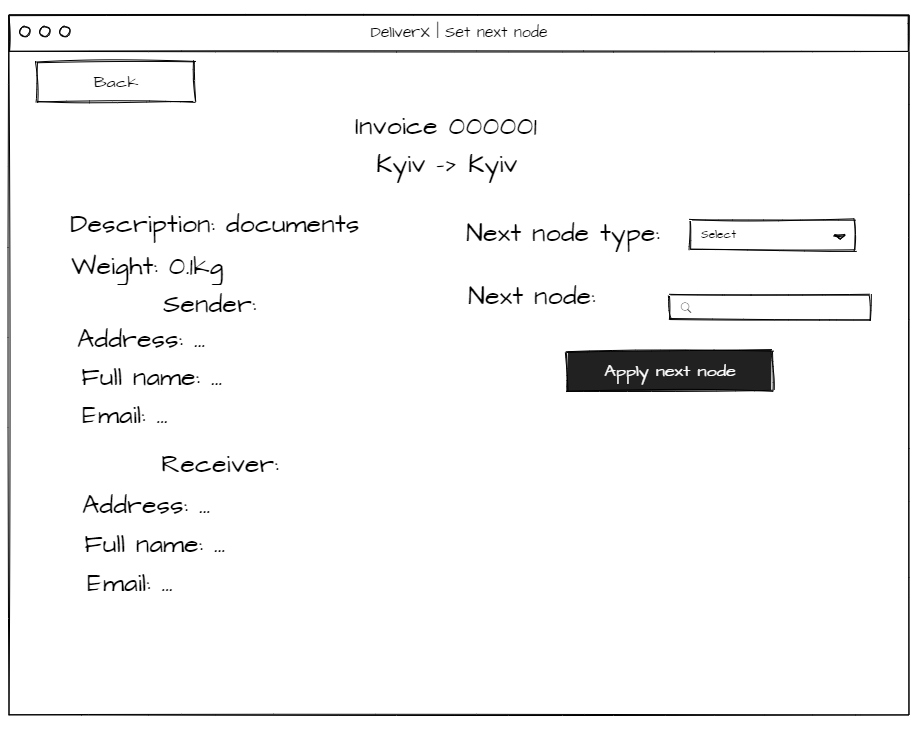 DeliverX | Set next node
Back
Invoice 000001
Kyiv -> Kyiv
Description: documents
Weight: 0.1kg
Sender:
Address: ...
Full name: ...
Email: ...
Receiver:
Address: ...
Full name: ...
Email: ...
Next node type: Select
Next node:
Apply next node